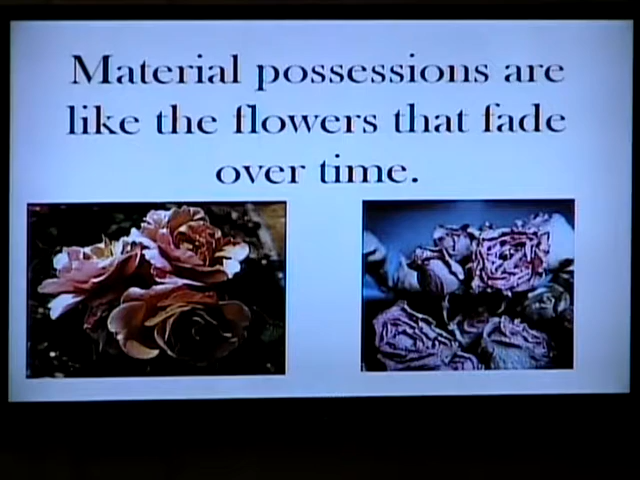 Material possessions are
like the flowers that fade
over time.